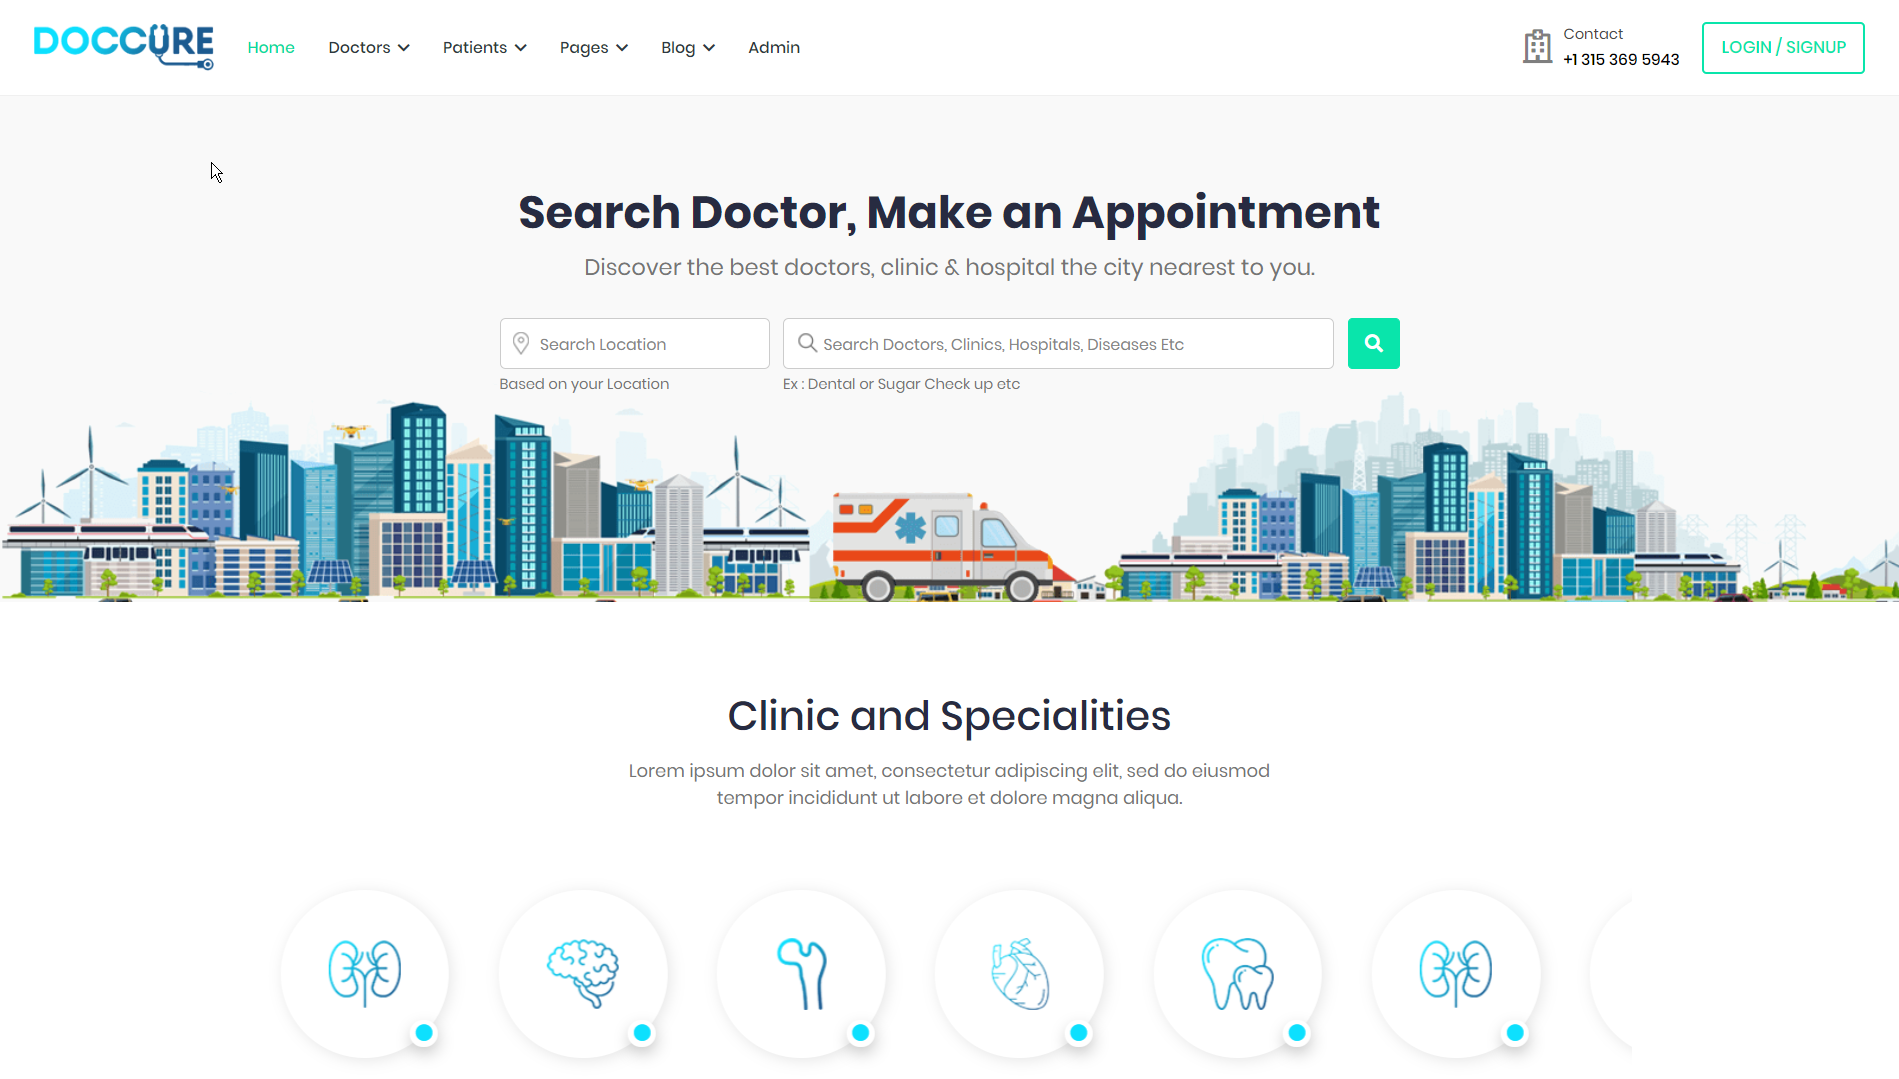 DOCCURE
Home Doctors Patients Pages Blog Admin
Contact
+1 315 369 5943
LOGIN / SIGNUP
Search Doctor, Make an Appointment
Discover the best doctors, clinic & hospital the city nearest to you.
Search Location
Search Doctors, Clinics, Hospitals, Diseases Etc
Based on your Location
Ex : Dental or Sugar Check up etc
Clinic and Specialities
Lorem ipsum dolor sit amet, consectetur adipiscing elit, sed do eiusmod
tempor incididunt ut labore et dolore magna aliqua.